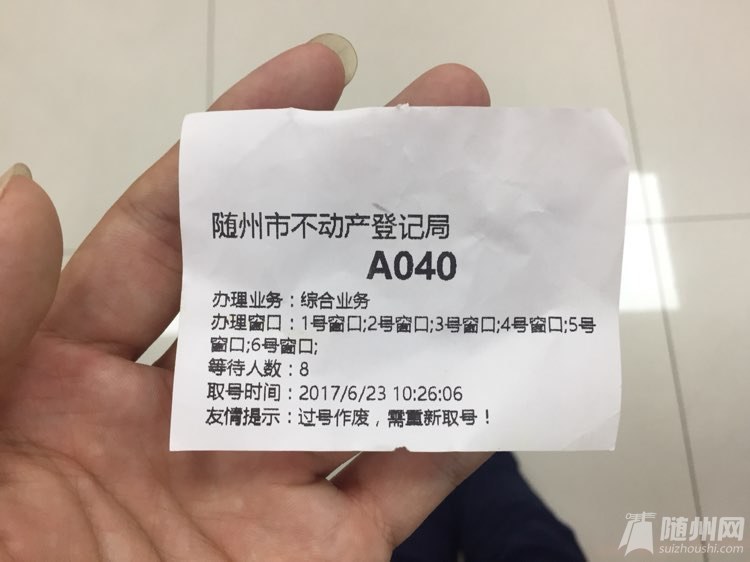 随州市不动产登记局
A040
办理业务：综合业务
办理窗口：1号窗口;2号窗口;3号窗口;4号窗口;5号
窗口;6号窗口;
等待人数：8
取号时间：2017/6/23 10:26:06
友情提示：过号作废，需重新取号！
随州网
suizhoushi.com